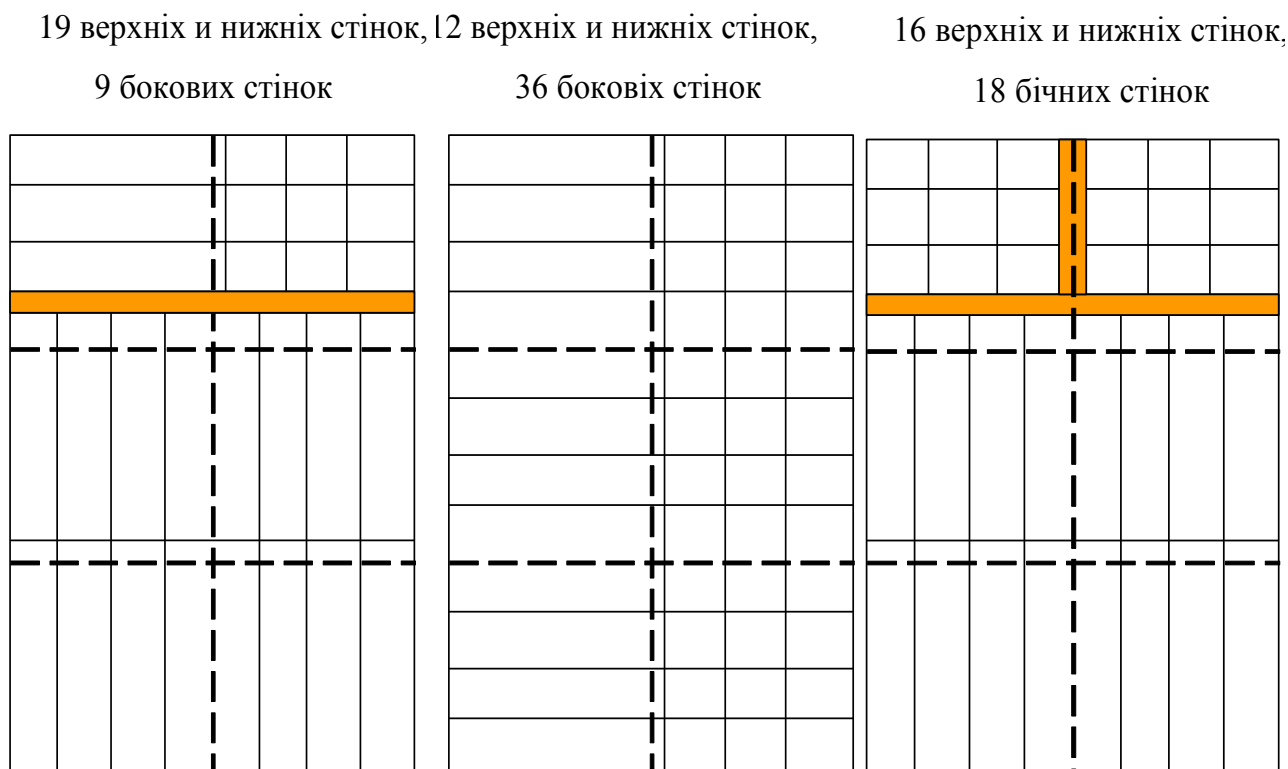 19 верхніх и нижніх стінок,
9 бокових стінок
12 верхніх и нижніх стінок,
36 боковіх стінок
16 верхніх и нижніх стінок,
18 бічних стінок